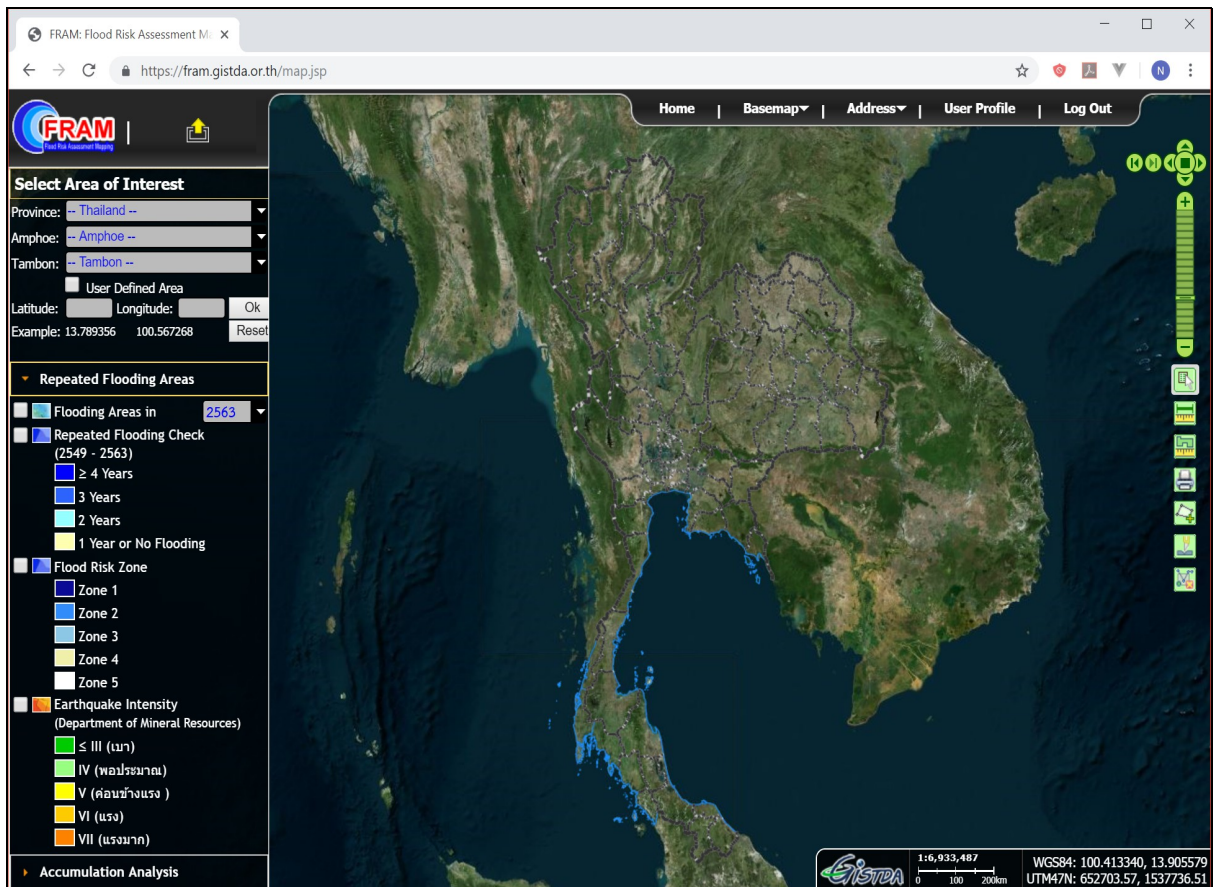 FRAM: Flood Risk Assessment M
https://fram.gistda.or.th/map.jsp
N
FRAM
Flood Risk Assessment Mapping
Home | Basemap | Address | User Profile | Log Out
Select Area of Interest
Province: -- Thailand --
Amphoe: -- Amphoe --
Tambon: -- Tambon --
User Defined Area
Latitude: Longitude: Ok
Example: 13.789356 100.567268 Reset
Repeated Flooding Areas
Flooding Areas in 2563
Repeated Flooding Check
(2549 - 2563)
≥ 4 Years
3 Years
2 Years
1 Year or No Flooding
Flood Risk Zone
Zone 1
Zone 2
Zone 3
Zone 4
Zone 5
Earthquake Intensity
(Department of Mineral Resources)
≤ III (เบา)
IV (พอประมาณ)
V (ค่อนข้างแรง )
VI (แรง)
VII (แรงมาก)
Accumulation Analysis
GISTDA
1:6,933,487
0 100 200km
WGS84: 100.413340, 13.905579
UTM47N: 652703.57, 1537736.51